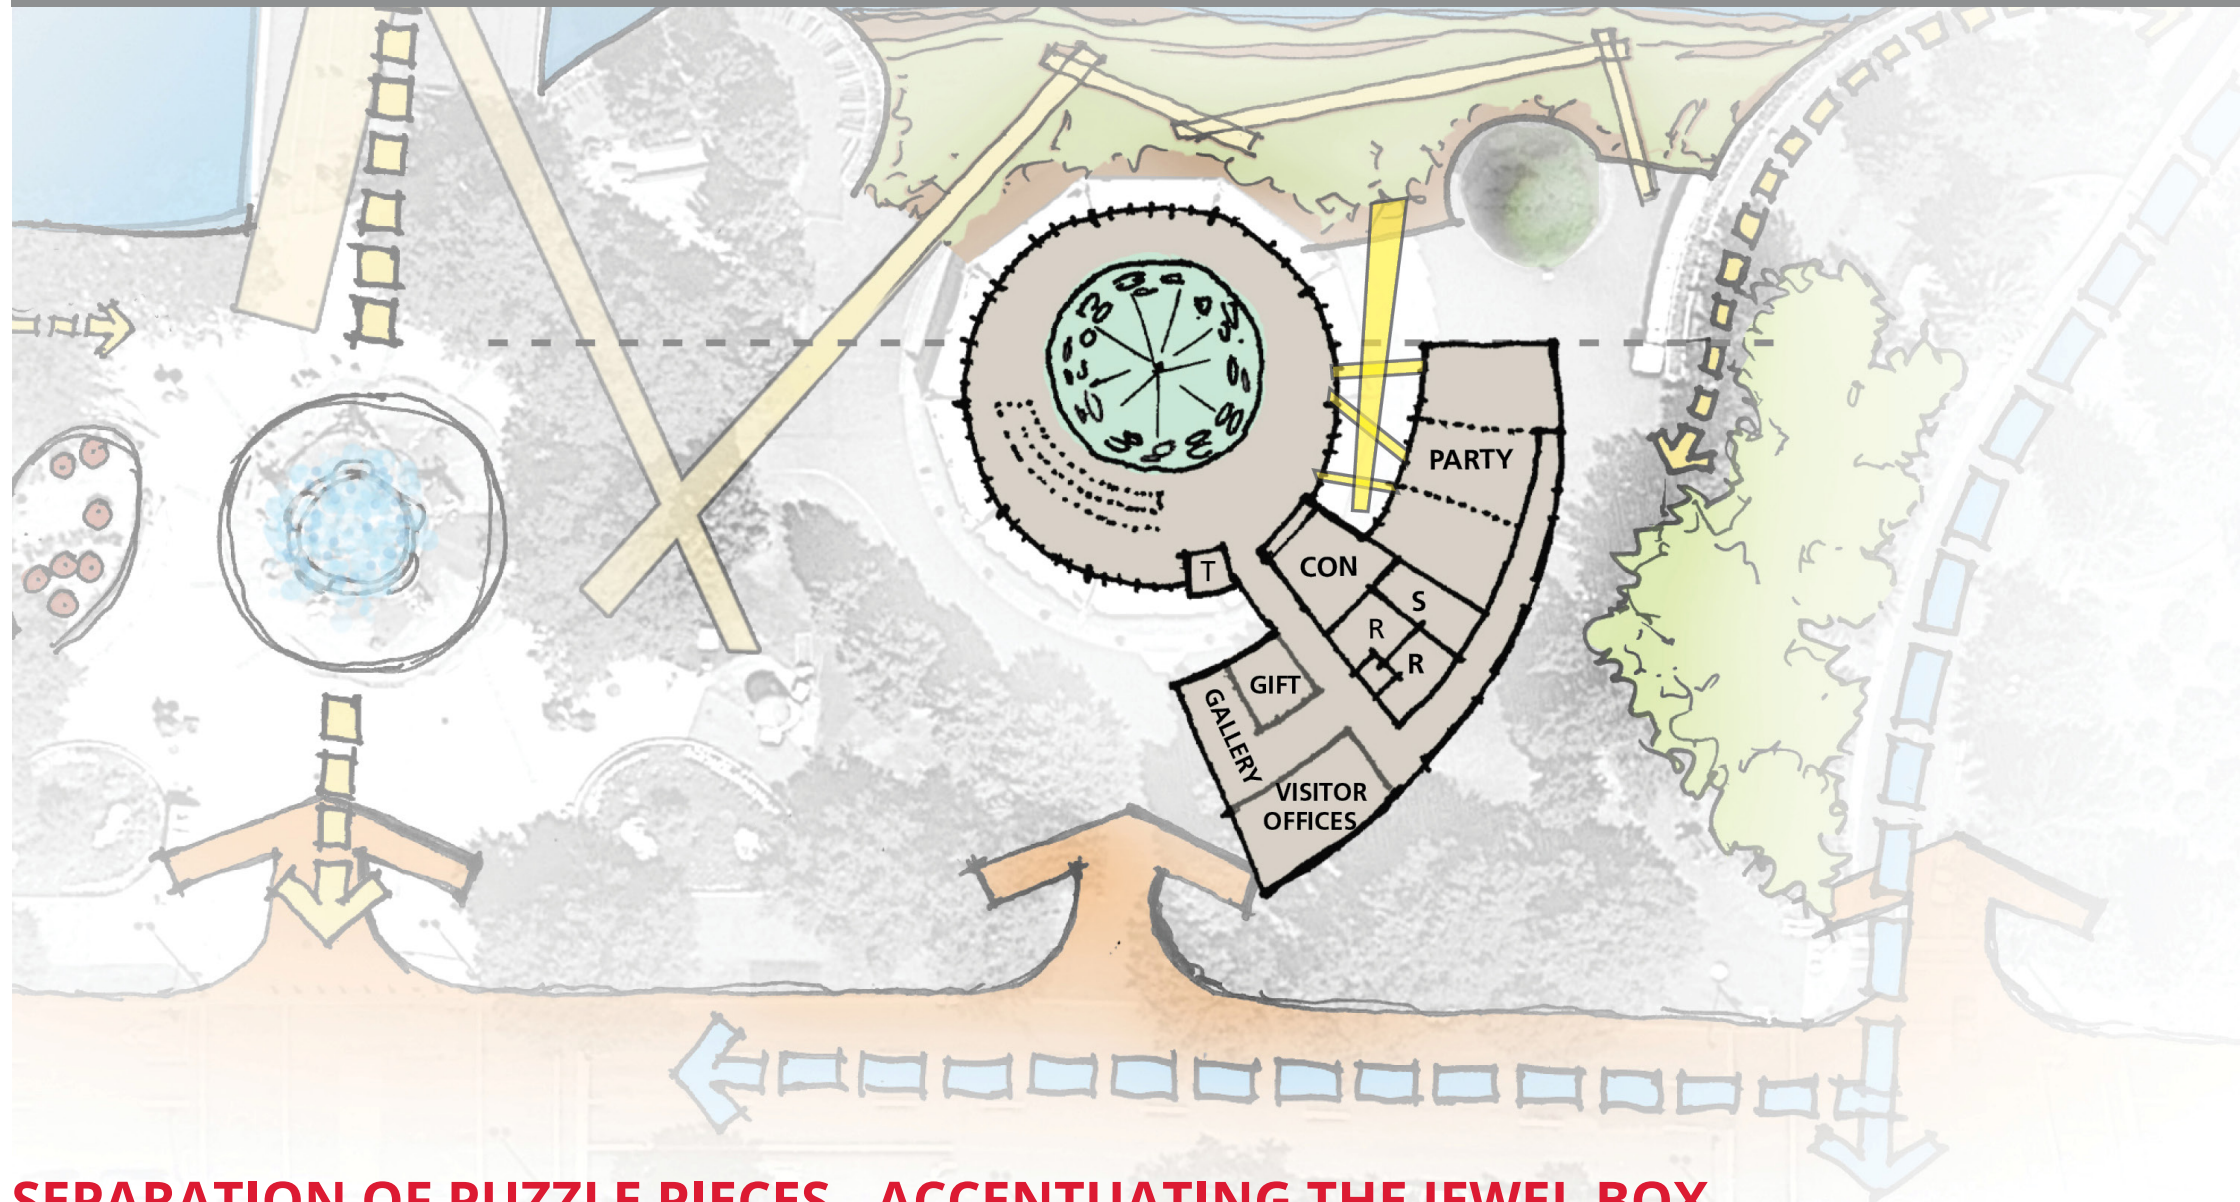 PARTY
CON
T
S
R
R
GIFT
GALLERY
VISITOR
OFFICES
SEPARATION OF PUZZLE PIECES - ACCENTUATING THE JEWEL BOX